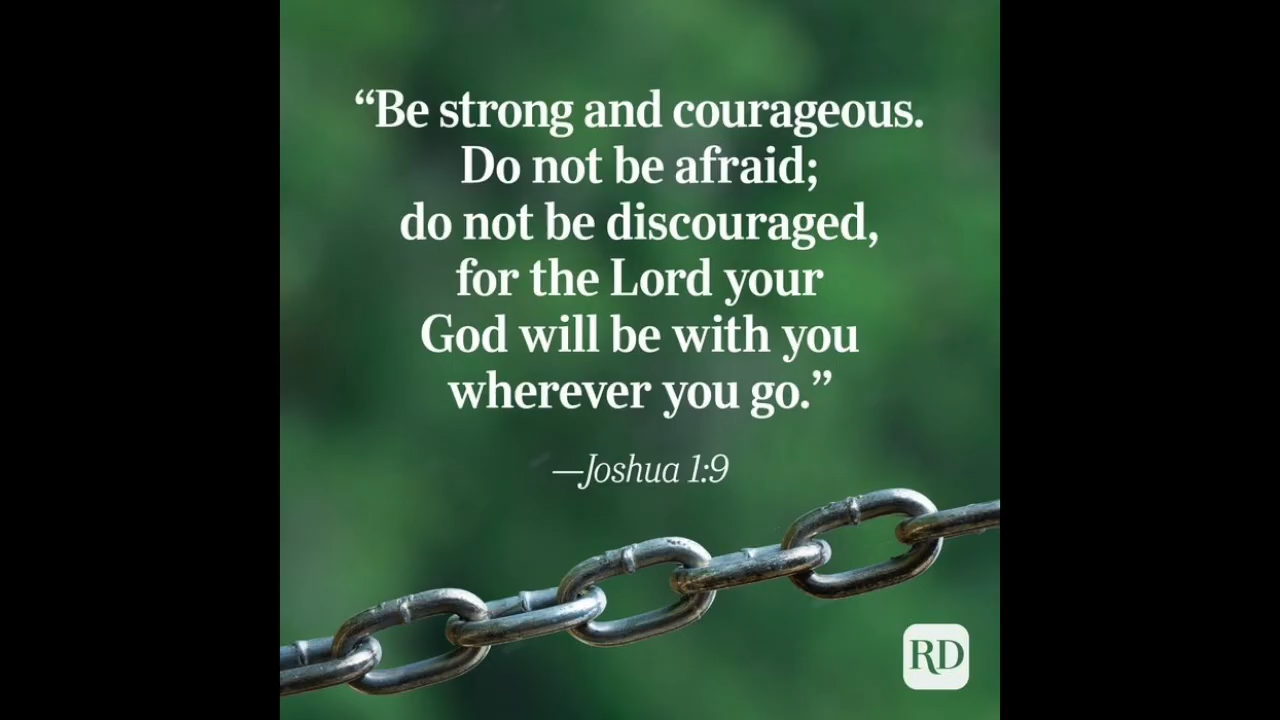 “Be strong and courageous.
Do not be afraid;
do not be discouraged,
for the Lord your
God will be with you
wherever you go.”
—Joshua 1:9
RD